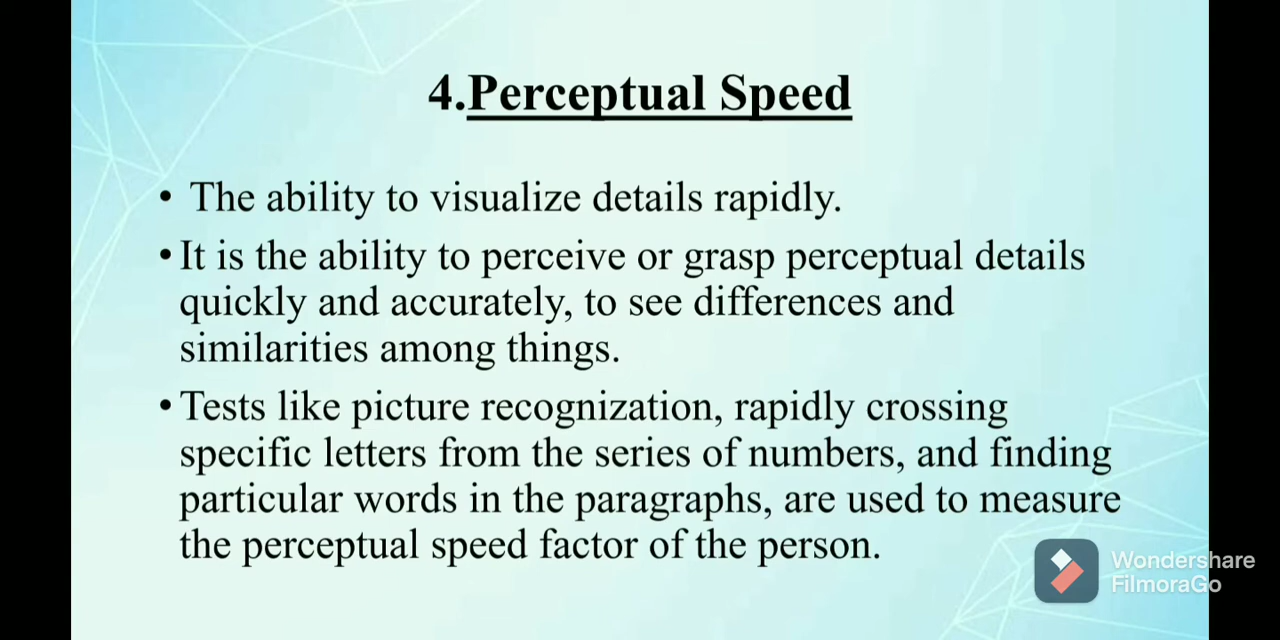 4.Perceptual Speed
• The ability to visualize details rapidly.
• It is the ability to perceive or grasp perceptual details
quickly and accurately, to see differences and
similarities among things.
• Tests like picture recognization, rapidly crossing
specific letters from the series of numbers, and finding
particular words in the paragraphs, are used to measure
the perceptual speed factor of the person.
Wondershare
FilmoraGo